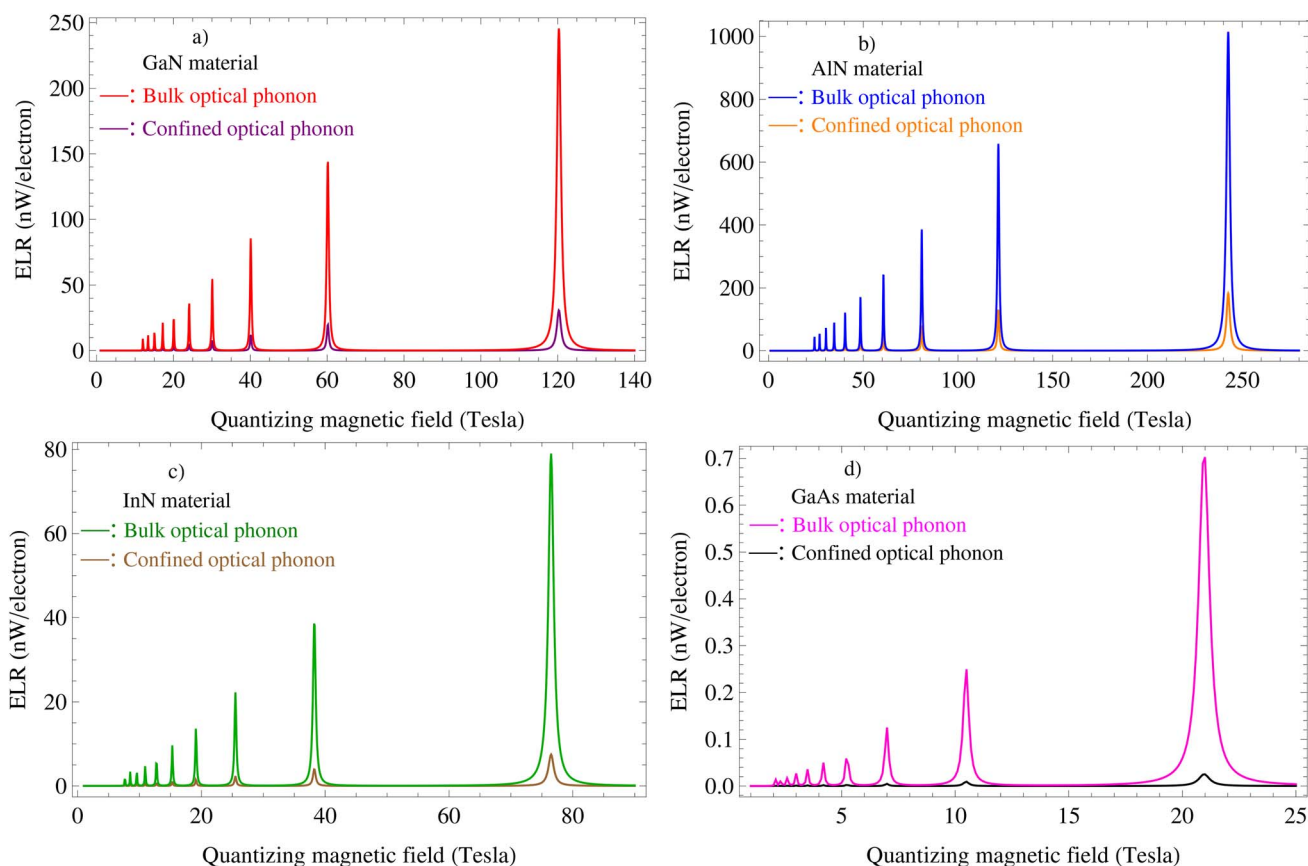 a)
GaN material
: Bulk optical phonon
: Confined optical phonon
ELR (nW/electron)
250
200
150
100
50
0
0 20 40 60 80 100 120 140
Quantizing magnetic field (Tesla)
b)
AlN material
: Bulk optical phonon
: Confined optical phonon
ELR (nW/electron)
1000
800
600
400
200
0
0 50 100 150 200 250
Quantizing magnetic field (Tesla)
c)
InN material
: Bulk optical phonon
: Confined optical phonon
ELR (nW/electron)
80
60
40
20
0
0 20 40 60 80
Quantizing magnetic field (Tesla)
d)
GaAs material
: Bulk optical phonon
: Confined optical phonon
ELR (nW/electron)
0.7
0.6
0.5
0.4
0.3
0.2
0.1
0.0
5 10 15 20 25
Quantizing magnetic field (Tesla)